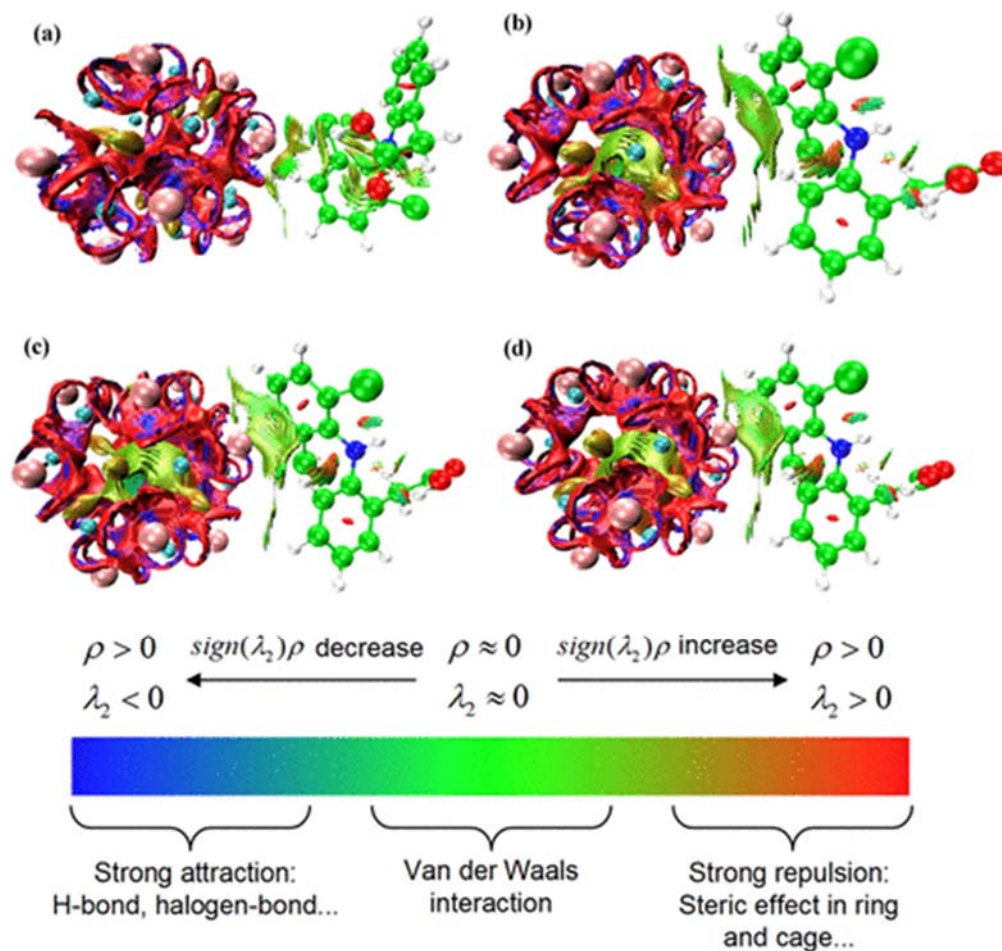 (a)
(b)
(c)
(d)
ρ > 0 sign(λ₂)ρ decrease ρ ≈ 0 sign(λ₂)ρ increase ρ > 0
λ₂ < 0 λ₂ ≈ 0 λ₂ > 0
Strong attraction: Van der Waals Strong repulsion:
H-bond, halogen-bond... interaction Steric effect in ring
and cage...